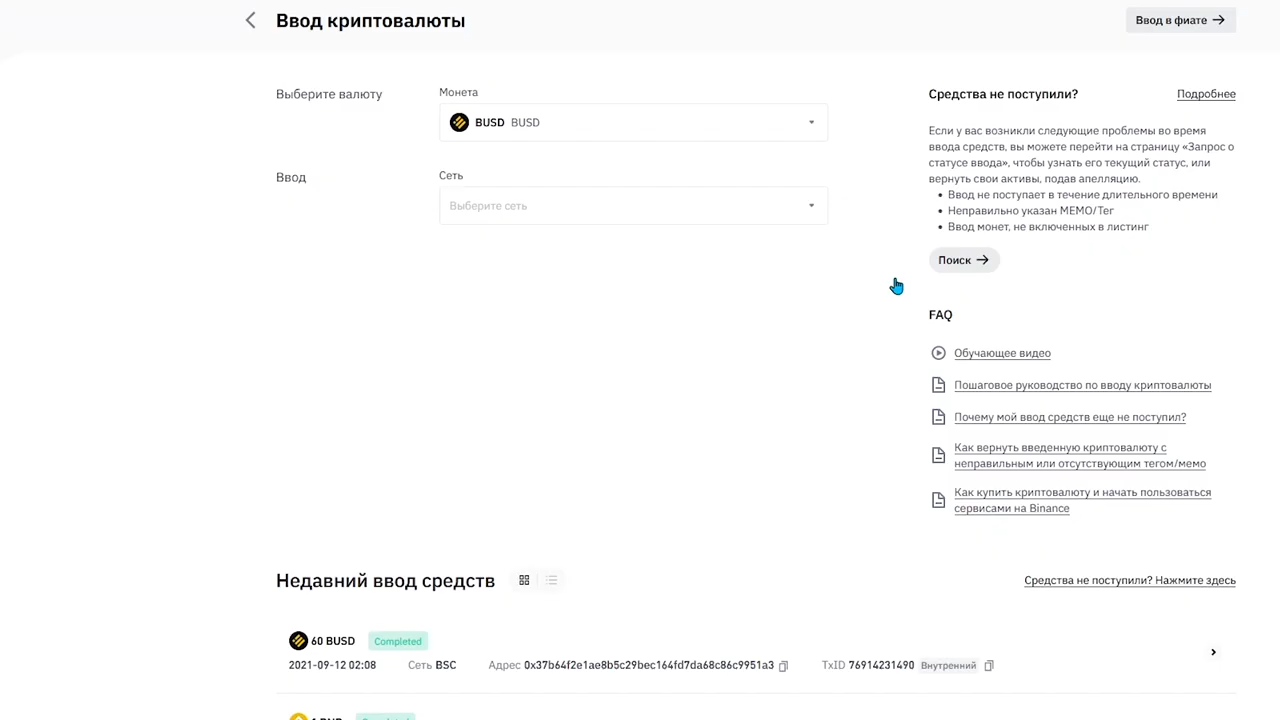 Ввод криптовалюты
Ввод в фиате →
Выберите валюту
Монета
BUSD BUSD
Ввод
Сеть
Выберите сеть
Средства не поступили?
Подробнее
Если у вас возникли следующие проблемы во время
ввода средств, вы можете перейти на страницу «Запрос о
статусе ввода», чтобы узнать его текущий статус, или
вернуть свои активы, подав апелляцию.
• Ввод не поступает в течение длительного времени
• Неправильно указан МЕМО/Тег
• Ввод монет, не включенных в листинг
Поиск →
FAQ
Обучающее видео
Пошаговое руководство по вводу криптовалюты
Почему мой ввод средств еще не поступил?
Как вернуть введенную криптовалюту с
неправильным или отсутствующим тегом/мемо
Как купить криптовалюту и начать пользоваться
сервисами на Binance
Недавний ввод средств
Средства не поступили? Нажмите здесь
60 BUSD Completed
2021-09-12 02:08 Сеть BSC Адрес 0x37b64f2e1ae8b5c29bec164fd7da68c86c9951a3 TxID 76914231490 Внутренний